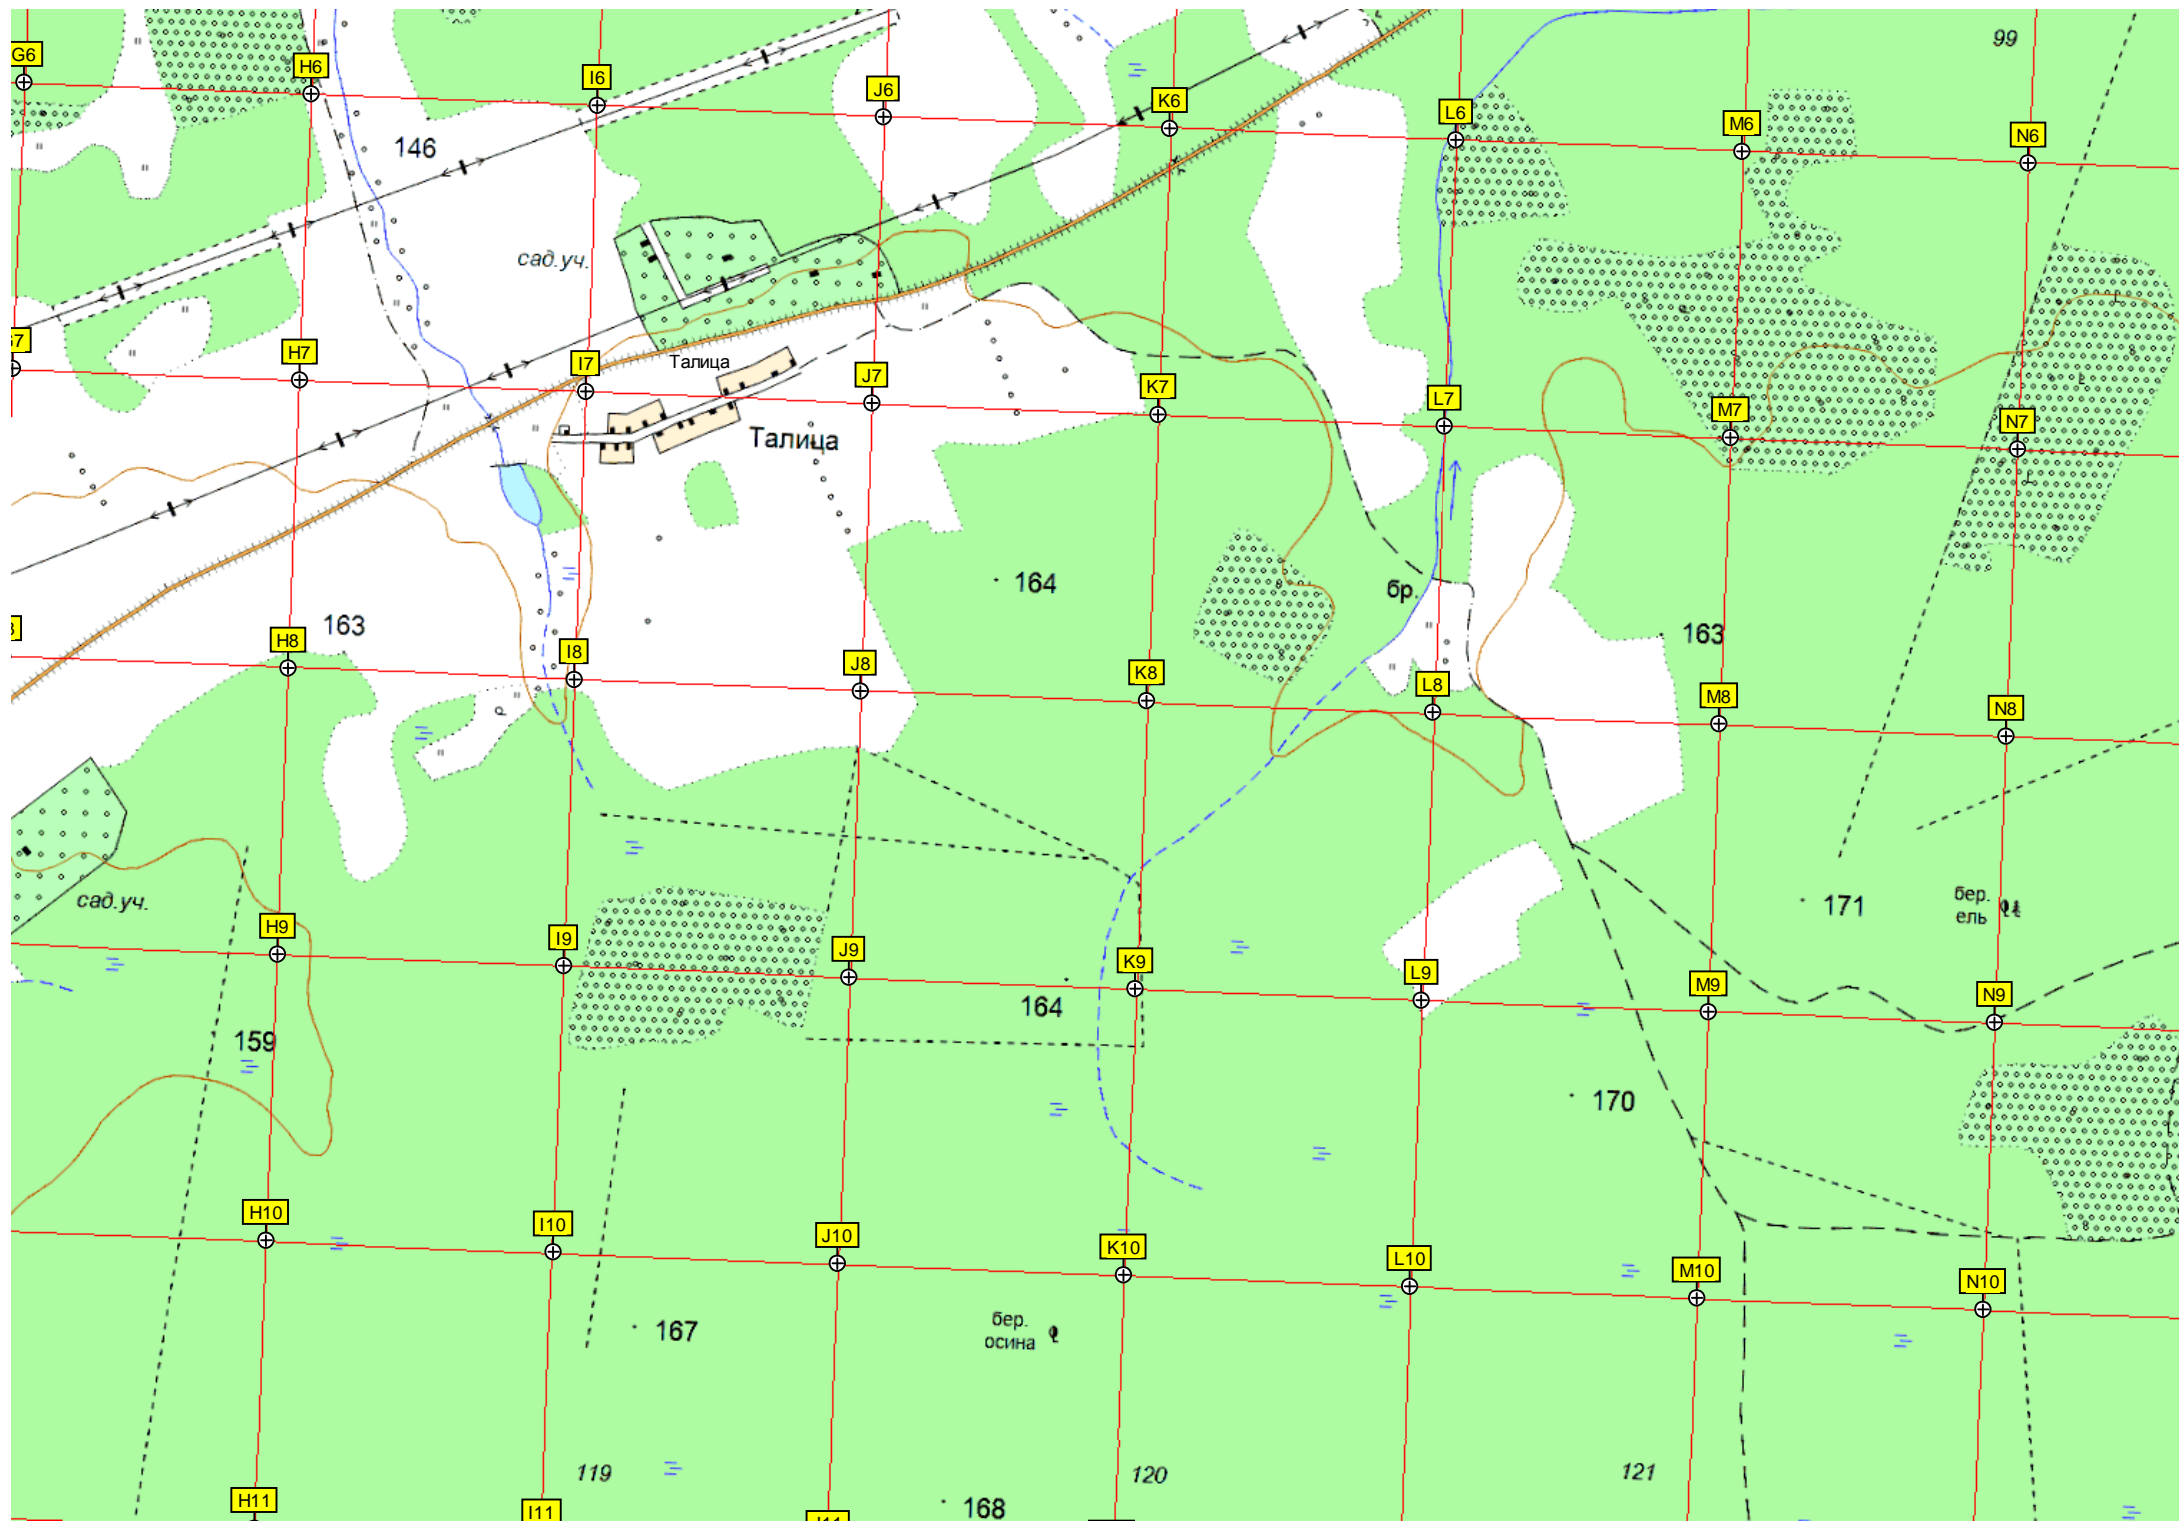 99
G6
H6
I6
J6
K6
L6
M6
N6
146
сад.уч.
H7
I7
Талица
J7
K7
L7
M7
N7
Талица
164
бр.
163
163
H8
I8
J8
K8
L8
M8
N8
сад.уч.
171
бер.
ель
H9
I9
J9
K9
L9
M9
N9
164
159
170
H10
I10
J10
K10
L10
M10
N10
167
бер.
осина
119
120
121
H11
I11
168